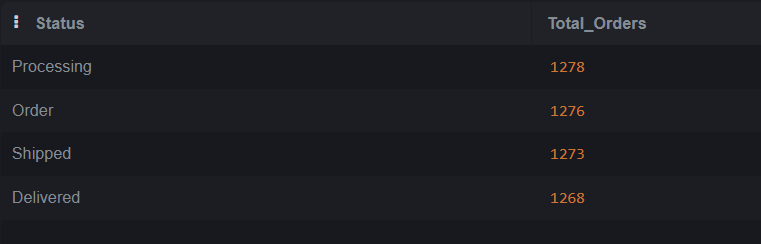 Status Total_Orders
Processing 1278
Order 1276
Shipped 1273
Delivered 1268